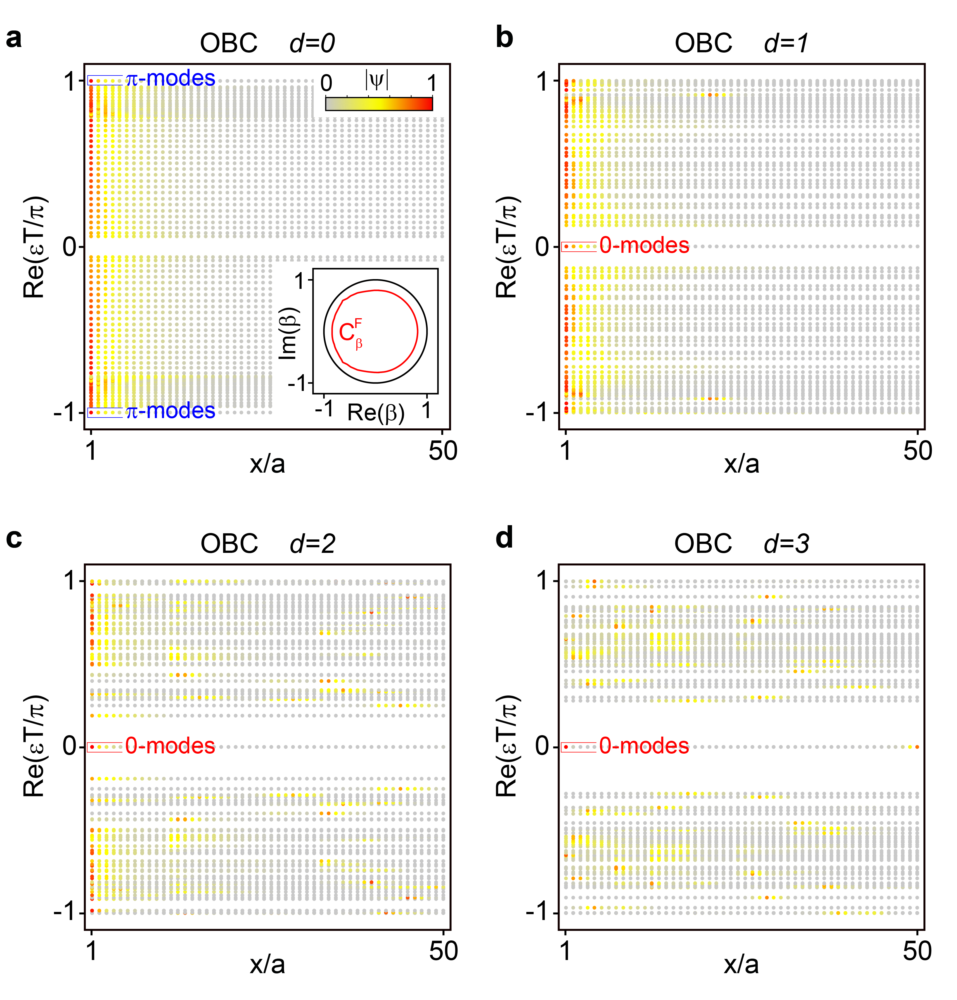 a
OBC d=0
1
π-modes
0 |ψ| 1
Re(εT/π)
0
1
Im(β)
C_β^F
-1
-1 Re(β) 1
π-modes
-1
1 50
x/a
b
OBC d=1
1
Re(εT/π)
0
0-modes
-1
1 50
x/a
c
OBC d=2
1
Re(εT/π)
0
0-modes
-1
1 50
x/a
d
OBC d=3
1
Re(εT/π)
0
0-modes
-1
1 50
x/a